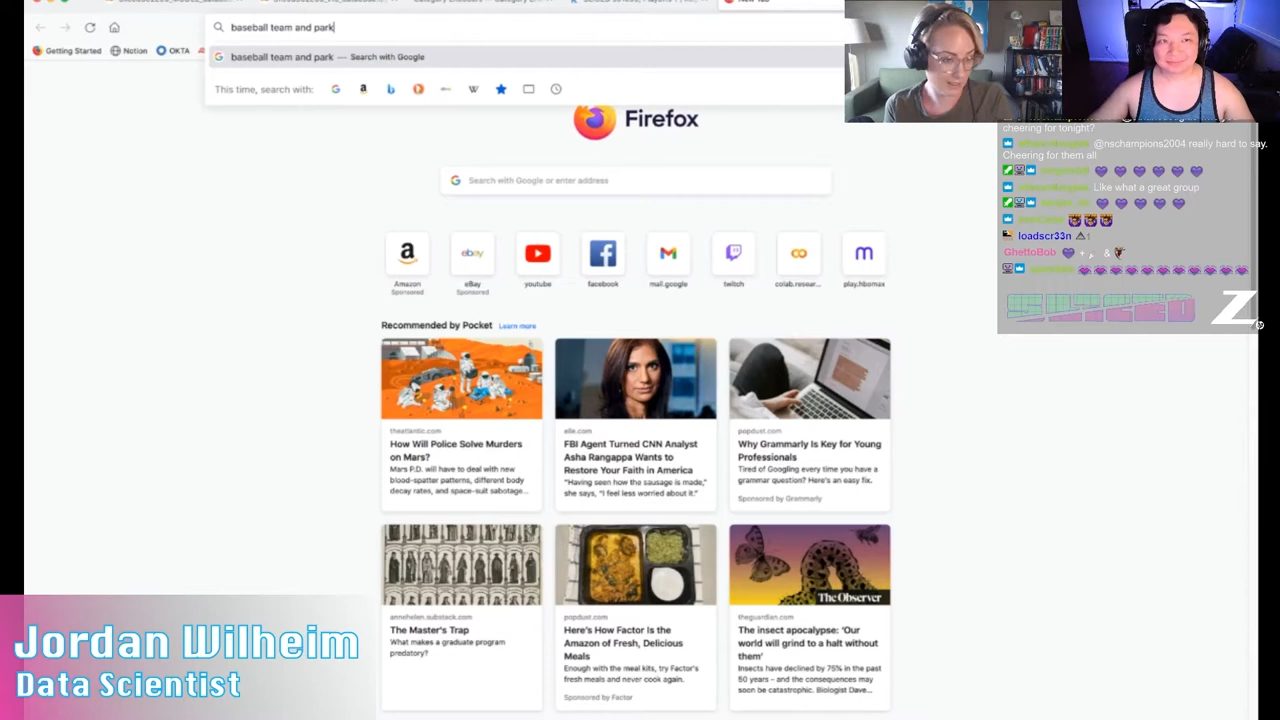 baseball team and park
Getting Started
Notion
OKTA
baseball team and park — Search with Google
This time, search with:
Firefox
Search with Google or enter address
Amazon
Sponsored
eBay
Sponsored
youtube
facebook
mail.google
twitch
colab.resear...
play.hbomax
Recommended by Pocket Learn more
theatlantic.com
How Will Police Solve Murders
on Mars?
Mars P.D. will have to deal with new
blood-spatter patterns, different body
decay rates, and space-suit sabotage...
elle.com
FBI Agent Turned CNN Analyst
Asha Rangappa Wants to
Restore Your Faith in America
"Having seen how the sausage is made,"
she says, "I feel less worried about it."
popdust.com
Why Grammarly Is Key for Young
Professionals
Tired of Googling every time you have a
grammar question? Here's an easy fix.
Sponsored by Grammarly
annehelen.substack.com
The Master's Trap
What makes a graduate program
predatory?
popdust.com
Here's How Factor Is the
Amazon of Fresh, Delicious
Meals
Enough with the meal kits, try Factor's
fresh meals and never cook again.
Sponsored by Factor
The Observer
theguardian.com
The insect apocalypse: 'Our
world will grind to a halt without
them'
Insects have declined by 75% in the past
50 years – and the consequences may
soon be catastrophic. Biologist Dave...
cheering for tonight?
@nschampions2004 really hard to say.
Cheering for them all
Like what a great group
loadscr33n
GhettoBob
Z
hp
Jordan Wilheim
Data Scientist